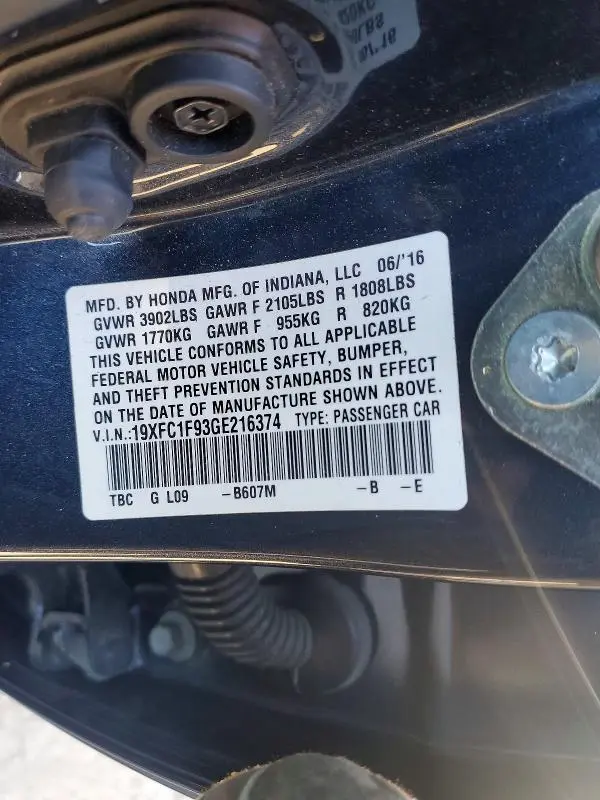 MFD. BY HONDA MFG. OF INDIANA, LLC 06/'16
GVWR 3902LBS GAWR F 2105LBS R 1808LBS
GVWR 1770KG GAWR F 955KG R 820KG
THIS VEHICLE CONFORMS TO ALL APPLICABLE
FEDERAL MOTOR VEHICLE SAFETY, BUMPER,
AND THEFT PREVENTION STANDARDS IN EFFECT
ON THE DATE OF MANUFACTURE SHOWN ABOVE.
V.I.N.:19XFC1F93GE216374 TYPE: PASSENGER CAR
TBC G L09 -B607M -B -E